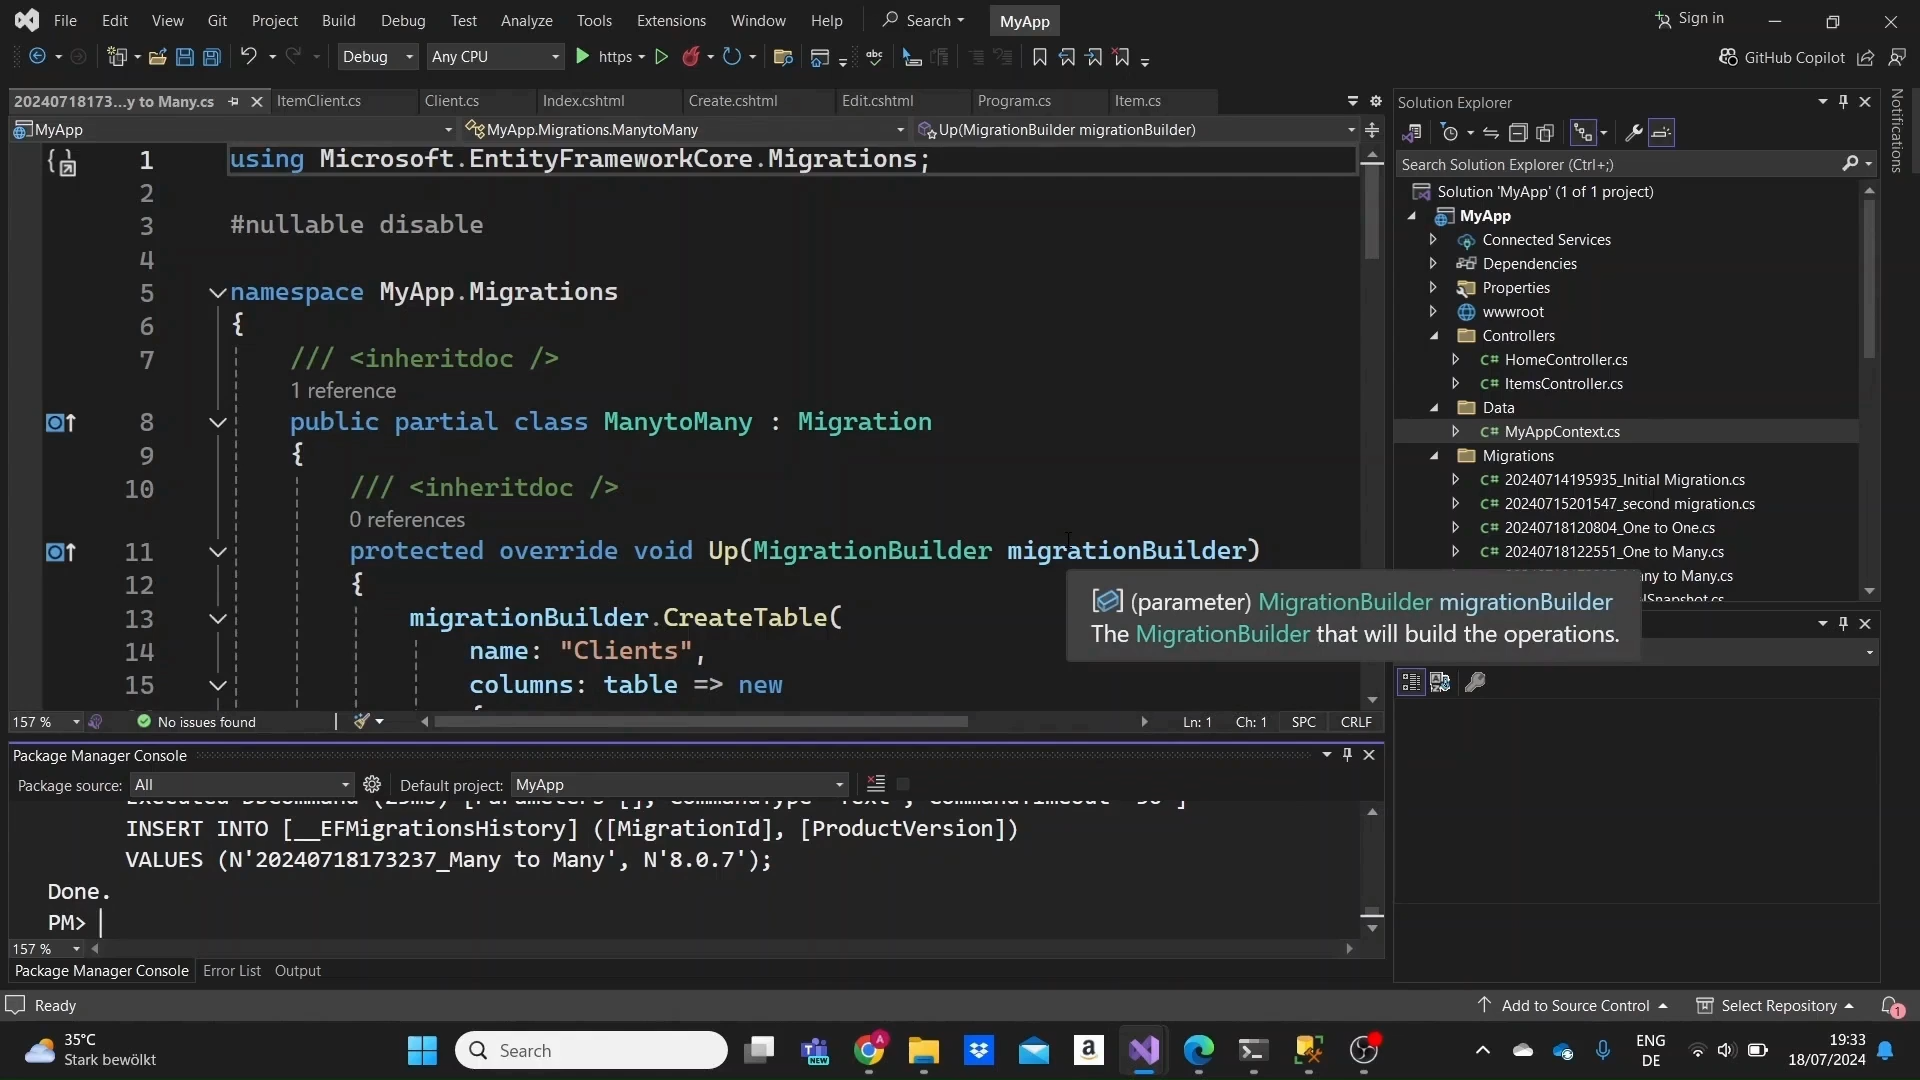 File Edit View Git Project Build Debug Test Analyze Tools Extensions Window Help Search MyApp Sign in
Debug Any CPU https GitHub Copilot
20240718173...y to Many.cs ItemClient.cs Client.cs Index.cshtml Create.cshtml Edit.cshtml Program.cs Item.cs
MyApp MyApp.Migrations.ManytoMany Up(MigrationBuilder migrationBuilder)
1 using Microsoft.EntityFrameworkCore.Migrations;
2
3 #nullable disable
4
5 namespace MyApp.Migrations
6 {
7 /// <inheritdoc />
1 reference
8 public partial class ManytoMany : Migration
9 {
10 /// <inheritdoc />
0 references
11 protected override void Up(MigrationBuilder migrationBuilder)
12 {
13 migrationBuilder.CreateTable(
14 name: "Clients",
15 columns: table => new
(parameter) MigrationBuilder migrationBuilder
The MigrationBuilder that will build the operations.
157 % No issues found Ln: 1 Ch: 1 SPC CRLF
Solution Explorer
Search Solution Explorer (Ctrl+;)
Solution 'MyApp' (1 of 1 project)
MyApp
Connected Services
Dependencies
Properties
wwwroot
Controllers
C# HomeController.cs
C# ItemsController.cs
Data
C# MyAppContext.cs
Migrations
C# 20240714195935_Initial Migration.cs
C# 20240715201547_second migration.cs
C# 20240718120804_One to One.cs
C# 20240718122551_One to Many.cs
ny to Many.cs
Notifications
Package Manager Console
Package source: All Default project: MyApp
INSERT INTO [__EFMigrationsHistory] ([MigrationId], [ProductVersion])
VALUES (N'20240718173237_Many to Many', N'8.0.7');
Done.
PM>
157 %
Package Manager Console Error List Output
Ready Add to Source Control Select Repository 1
35°C
Stark bewölkt
Search
ENG
DE
19:33
18/07/2024